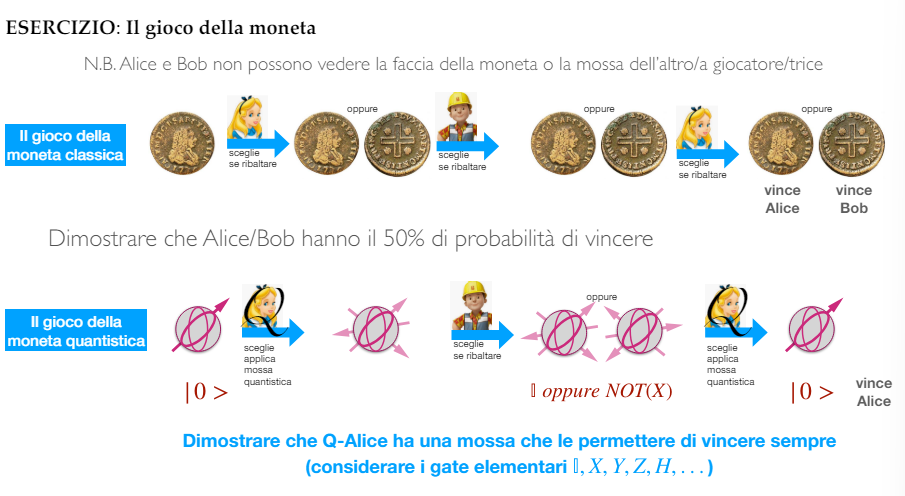 ESERCIZIO: Il gioco della moneta
N.B. Alice e Bob non possono vedere la faccia della moneta o la mossa dell'altro/a giocatore/trice
Il gioco della
moneta classica
sceglie
se ribaltare
oppure
sceglie
se ribaltare
oppure
sceglie
se ribaltare
oppure
vince
Alice
vince
Bob
Dimostrare che Alice/Bob hanno il 50% di probabilità di vincere
Il gioco della
moneta quantistica
|0 >
Q
sceglie
applica
mossa
quantistica
sceglie
se ribaltare
oppure
𝕀 oppure NOT(X)
Q
sceglie
applica
mossa
quantistica
|0 >
vince
Alice
Dimostrare che Q-Alice ha una mossa che le permettere di vincere sempre
(considerare i gate elementari 𝕀, X, Y, Z, H, . . . )